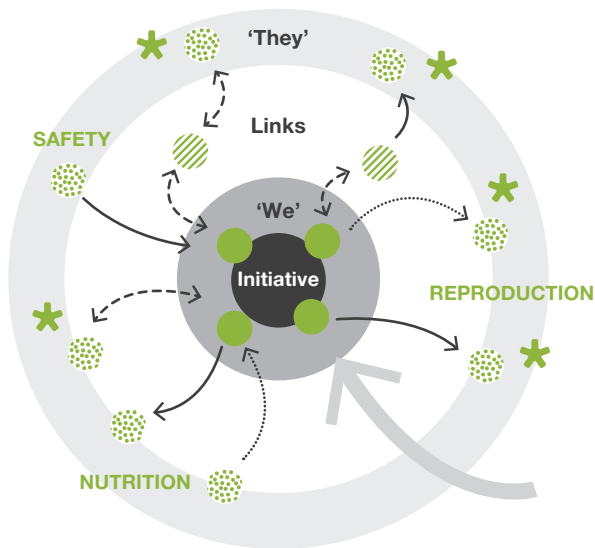 ‘They’
Links
SAFETY
‘We’
Initiative
REPRODUCTION
NUTRITION